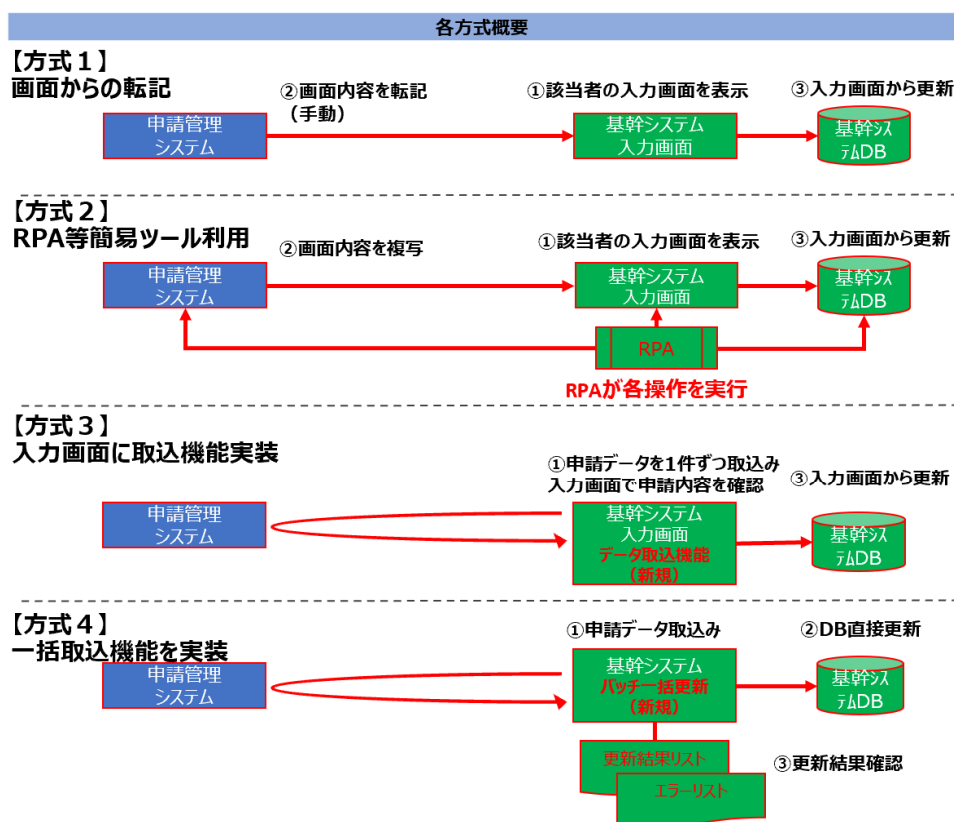 各方式概要
【方式１】
画面からの転記
②画面内容を転記
（手動）
①該当者の入力画面を表示
③入力画面から更新
申請管理
システム
基幹システム
入力画面
基幹シス
テムDB
【方式２】
RPA等簡易ツール利用
②画面内容を複写
①該当者の入力画面を表示
③入力画面から更新
申請管理
システム
基幹システム
入力画面
基幹シス
テムDB
RPA
RPAが各操作を実行
【方式３】
入力画面に取込機能実装
①申請データを1件ずつ取込み
入力画面で申請内容を確認
③入力画面から更新
申請管理
システム
基幹システム
入力画面
データ取込機能
（新規）
基幹シス
テムDB
【方式４】
一括取込機能を実装
①申請データ取込み
②DB直接更新
申請管理
システム
基幹システム
バッチ一括更新
（新規）
基幹シス
テムDB
更新結果リスト
エラーリスト
③更新結果確認